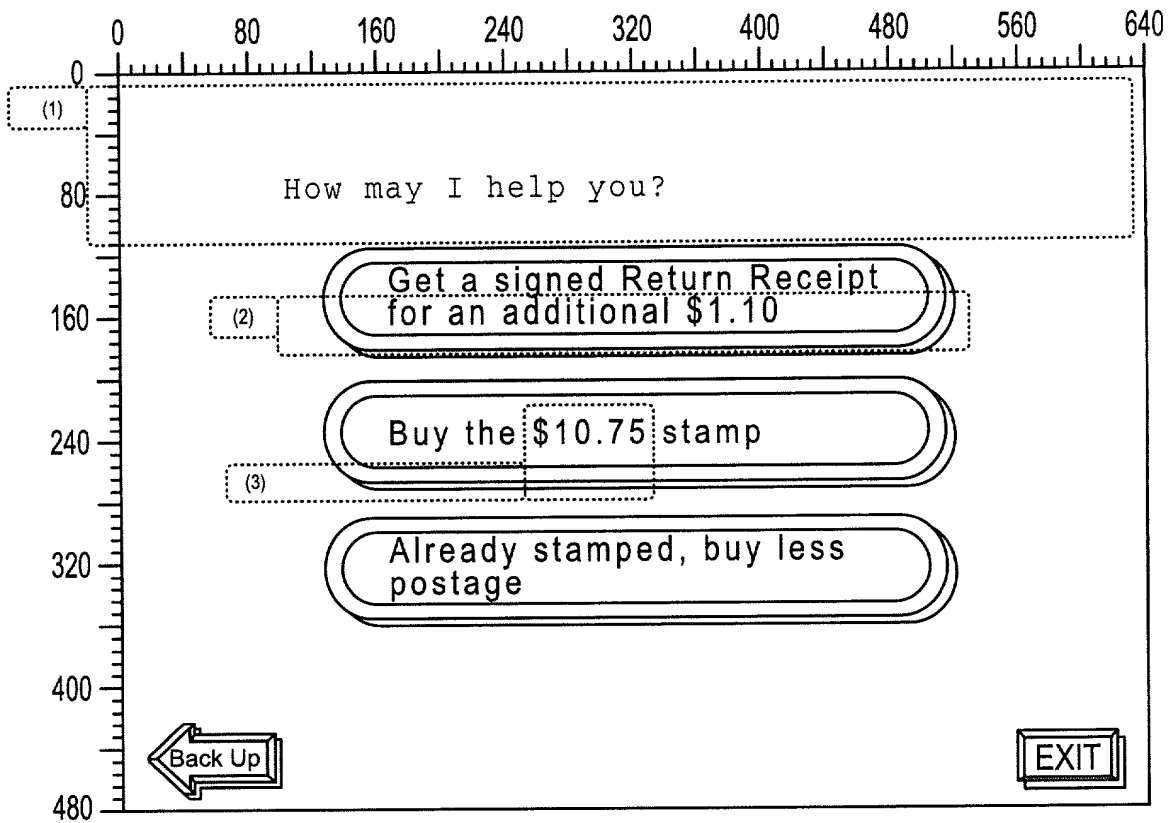 0 80 160 240 320 400 480 560 640
0
(1)
80
How may I help you?
Get a signed Return Receipt
for an additional $1.10
160
(2)
Buy the $10.75 stamp
240
(3)
Already stamped, buy less
postage
320
400
Back Up
EXIT
480